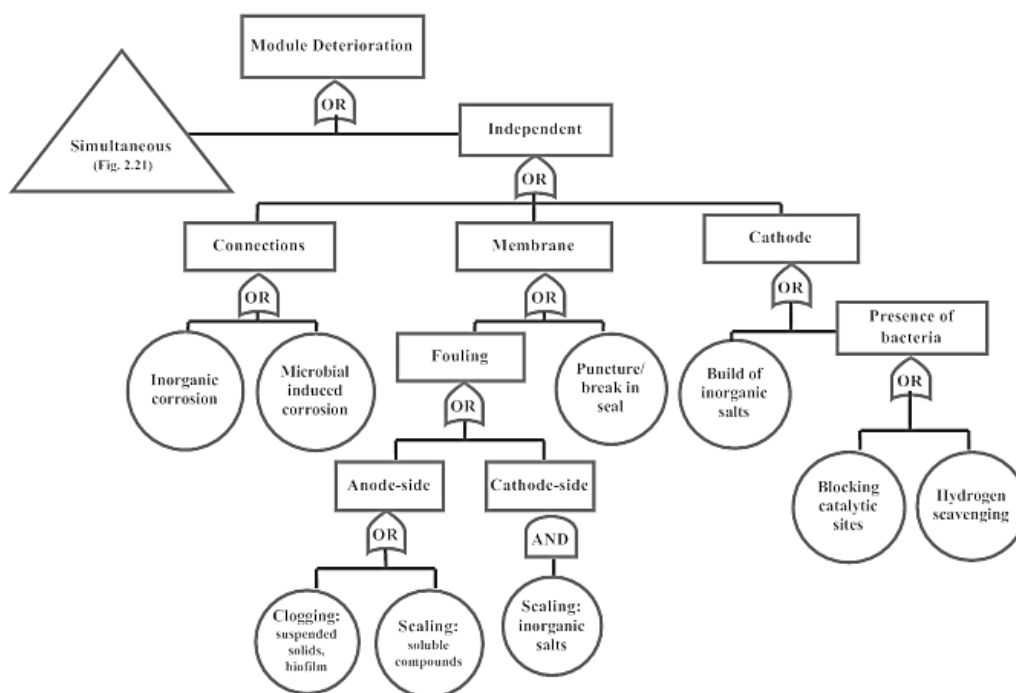 Module Deterioration
OR
Simultaneous
(Fig. 2.21)
Independent
OR
Connections
Membrane
Cathode
OR
OR
OR
Inorganic
corrosion
Microbial
induced
corrosion
Fouling
Puncture/
break in
seal
Build of
inorganic
salts
Presence of
bacteria
OR
OR
Anode-side
Cathode-side
Blocking
catalytic
sites
Hydrogen
scavenging
OR
AND
Clogging:
suspended
solids,
biofilm
Scaling:
soluble
compounds
Scaling:
inorganic
salts